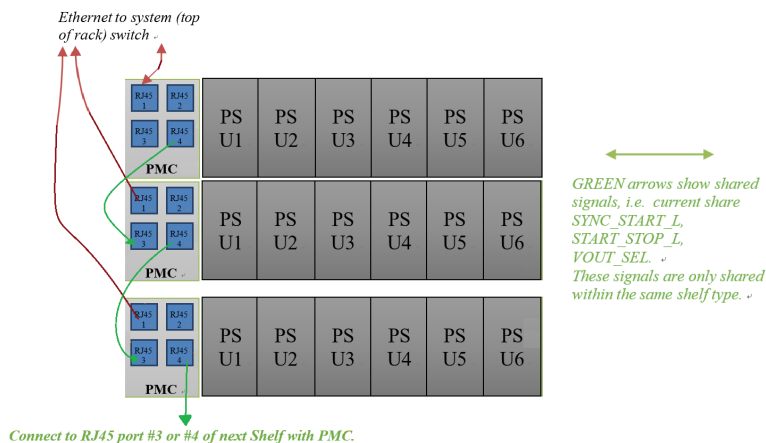 Ethernet to system (top
of rack) switch
RJ45
1
RJ45
2
RJ45
3
RJ45
4
PMC
PS
U1
PS
U2
PS
U3
PS
U4
PS
U5
PS
U6
RJ45
1
RJ45
2
RJ45
3
RJ45
4
PMC
PS
U1
PS
U2
PS
U3
PS
U4
PS
U5
PS
U6
RJ45
1
RJ45
2
RJ45
3
RJ45
4
PMC
PS
U1
PS
U2
PS
U3
PS
U4
PS
U5
PS
U6
GREEN arrows show shared
signals, i.e. current share
SYNC_START_L,
START_STOP_L,
VOUT_SEL.
These signals are only shared
within the same shelf type.
Connect to RJ45 port #3 or #4 of next Shelf with PMC.